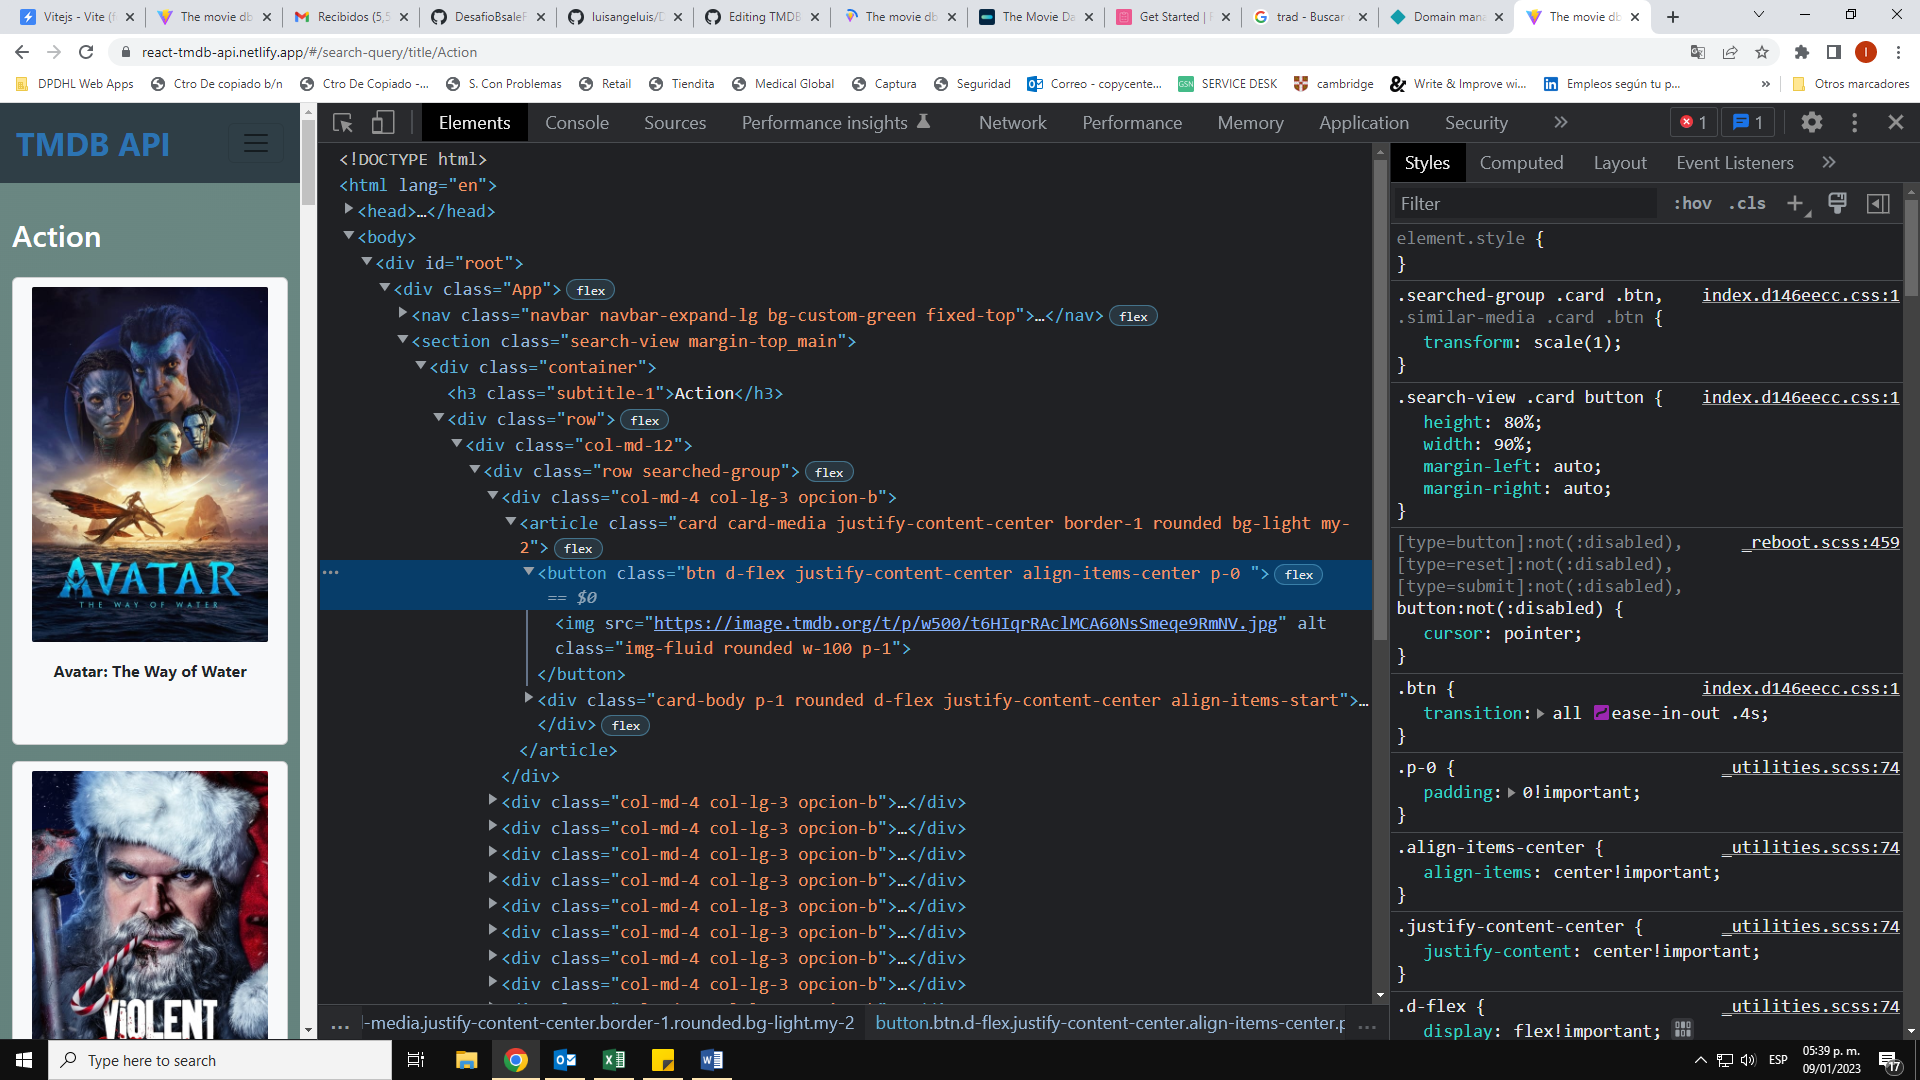 Vitejs - Vite (f
The movie db
Recibidos (5,5
DesafioBsaleF
luisangeluis/D
Editing TMDB
The movie db
The Movie Da
Get Started |
trad - Buscar
Domain mana
The movie db
react-tmdb-api.netlify.app/#/search-query/title/Action
I
DPDHL Web Apps
Ctro De copiado b/n
Ctro De Copiado -...
S. Con Problemas
Retail
Tiendita
Medical Global
Captura
Seguridad
Correo - copycente...
GSN SERVICE DESK
cambridge
Write & Improve wi...
Empleos según tu p...
»
Otros marcadores
TMDB API
Action
AVATAR
THE WAY OF WATER
Avatar: The Way of Water
VIOLENT
Elements Console Sources Performance insights Network Performance Memory Application Security » 1 1
<!DOCTYPE html>
<html lang="en">
<head>…</head>
<body>
<div id="root">
<div class="App"> flex
<nav class="navbar navbar-expand-lg bg-custom-green fixed-top">…</nav> flex
<section class="search-view margin-top_main">
<div class="container">
<h3 class="subtitle-1">Action</h3>
<div class="row"> flex
<div class="col-md-12">
<div class="row searched-group"> flex
<div class="col-md-4 col-lg-3 opcion-b">
<article class="card card-media justify-content-center border-1 rounded bg-light my-
2"> flex
… <button class="btn d-flex justify-content-center align-items-center p-0 "> flex
== $0
<img src="https://image.tmdb.org/t/p/w500/t6HIqrRAclMCA60NsSmeqe9RmNV.jpg" alt
class="img-fluid rounded w-100 p-1">
</button>
<div class="card-body p-1 rounded d-flex justify-content-center align-items-start">…
</div> flex
</article>
</div>
<div class="col-md-4 col-lg-3 opcion-b">…</div>
<div class="col-md-4 col-lg-3 opcion-b">…</div>
<div class="col-md-4 col-lg-3 opcion-b">…</div>
<div class="col-md-4 col-lg-3 opcion-b">…</div>
<div class="col-md-4 col-lg-3 opcion-b">…</div>
<div class="col-md-4 col-lg-3 opcion-b">…</div>
<div class="col-md-4 col-lg-3 opcion-b">…</div>
<div class="col-md-4 col-lg-3 opcion-b">…</div>
… l-media.justify-content-center.border-1.rounded.bg-light.my-2 button.btn.d-flex.justify-content-center.align-items-center.p …
Styles Computed Layout Event Listeners »
Filter :hov .cls +
element.style {
}
.searched-group .card .btn, index.d146eecc.css:1
.similar-media .card .btn {
transform: scale(1);
}
.search-view .card button { index.d146eecc.css:1
height: 80%;
width: 90%;
margin-left: auto;
margin-right: auto;
}
[type=button]:not(:disabled), _reboot.scss:459
[type=reset]:not(:disabled),
[type=submit]:not(:disabled),
button:not(:disabled) {
cursor: pointer;
}
.btn { index.d146eecc.css:1
transition: all ease-in-out .4s;
}
.p-0 { _utilities.scss:74
padding: 0!important;
}
.align-items-center { _utilities.scss:74
align-items: center!important;
}
.justify-content-center { _utilities.scss:74
justify-content: center!important;
}
.d-flex { _utilities.scss:74
display: flex!important;
Type here to search
ESP
05:39 p. m.
09/01/2023
17